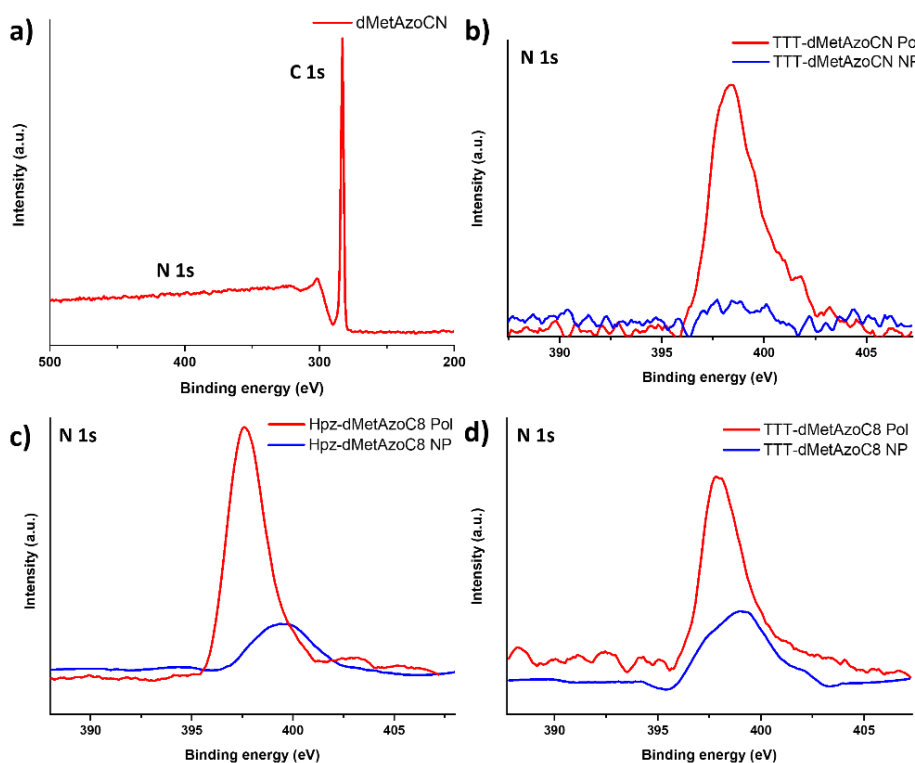 a)
dMetAzoCN
C 1s
N 1s
Intensity (a.u.)
500 400 300 200
Binding energy (eV)
b)
N 1s
TTT-dMetAzoCN Pol
TTT-dMetAzoCN NP
Intensity (a.u.)
390 395 400 405
Binding energy (eV)
c)
N 1s
Hpz-dMetAzoC8 Pol
Hpz-dMetAzoC8 NP
Intensity (a.u.)
390 395 400 405
Binding energy (eV)
d)
N 1s
TTT-dMetAzoC8 Pol
TTT-dMetAzoC8 NP
Intensity (a.u.)
390 395 400 405
Binding energy (eV)